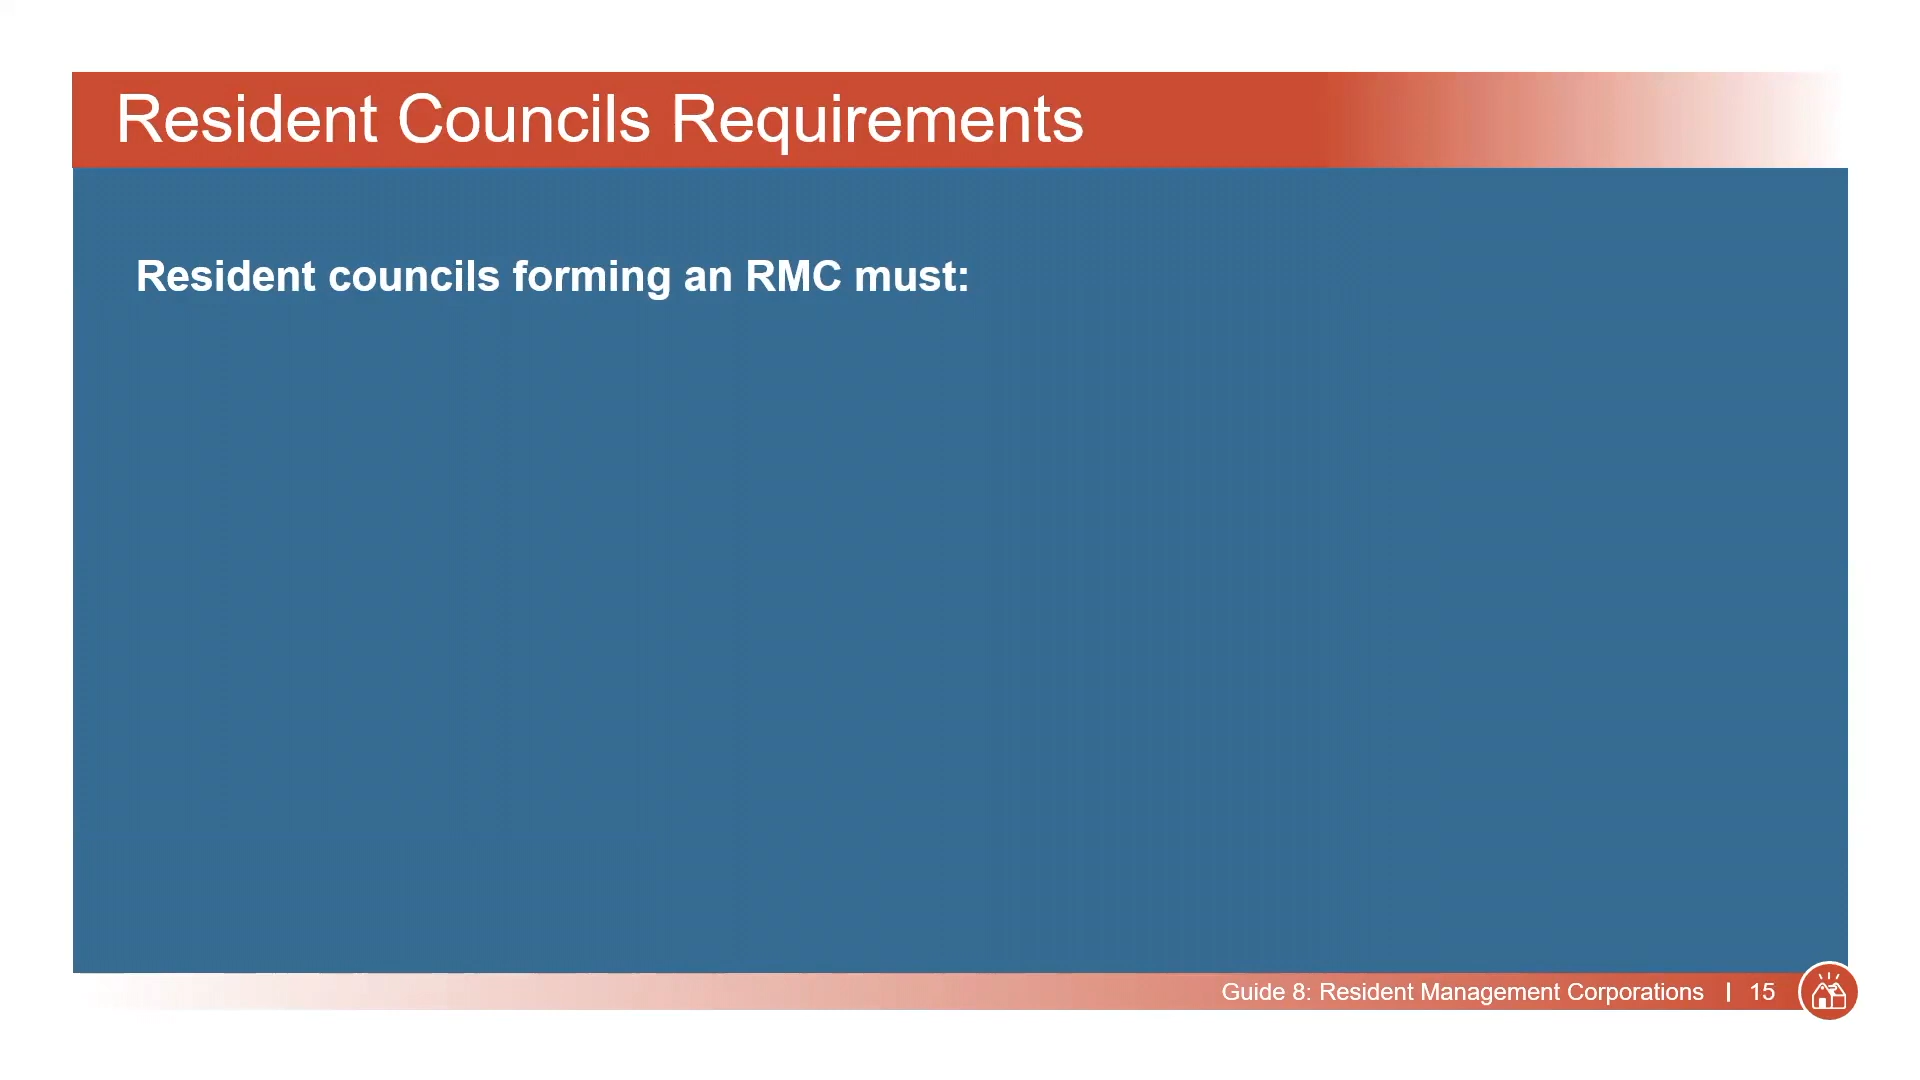 Resident Councils Requirements
Resident councils forming an RMC must:
Guide 8: Resident Management Corporations | 15